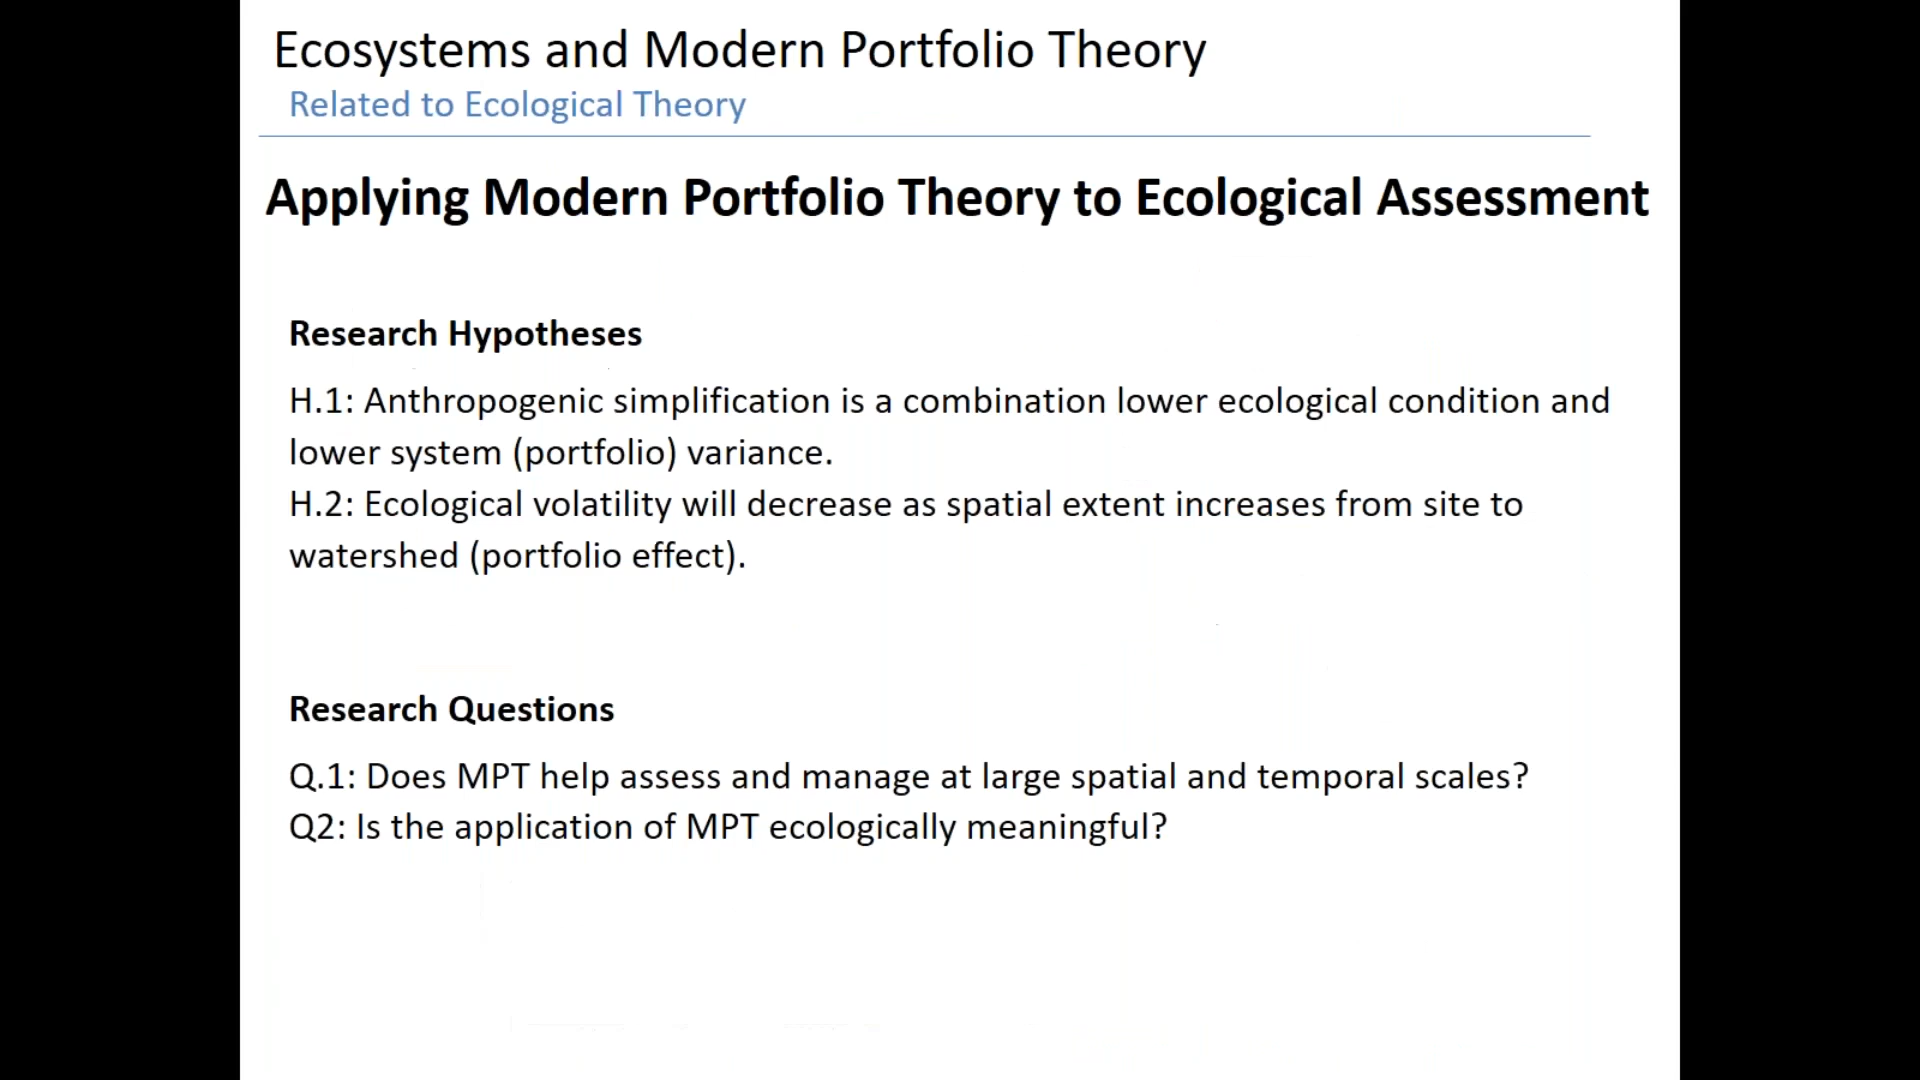 Ecosystems and Modern Portfolio Theory
Related to Ecological Theory
Applying Modern Portfolio Theory to Ecological Assessment
Research Hypotheses
H.1: Anthropogenic simplification is a combination lower ecological condition and
lower system (portfolio) variance.
H.2: Ecological volatility will decrease as spatial extent increases from site to
watershed (portfolio effect).
Research Questions
Q.1: Does MPT help assess and manage at large spatial and temporal scales?
Q2: Is the application of MPT ecologically meaningful?